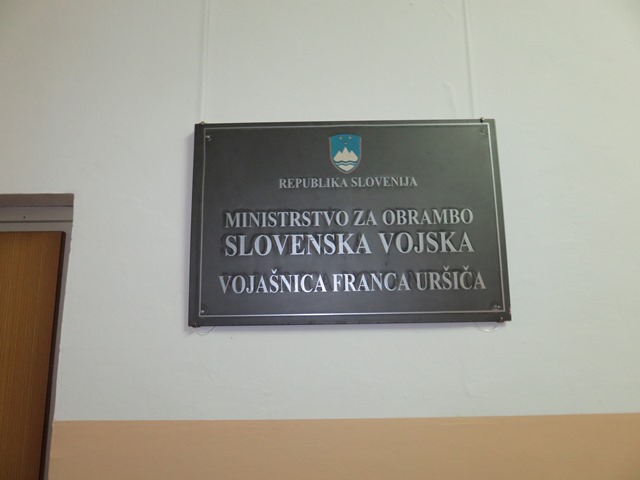 REPUBLIKA SLOVENIJA
MINISTRSTVO ZA OBRAMBO
SLOVENSKA VOJSKA
VOJAŠNICA FRANCA URŠIČA